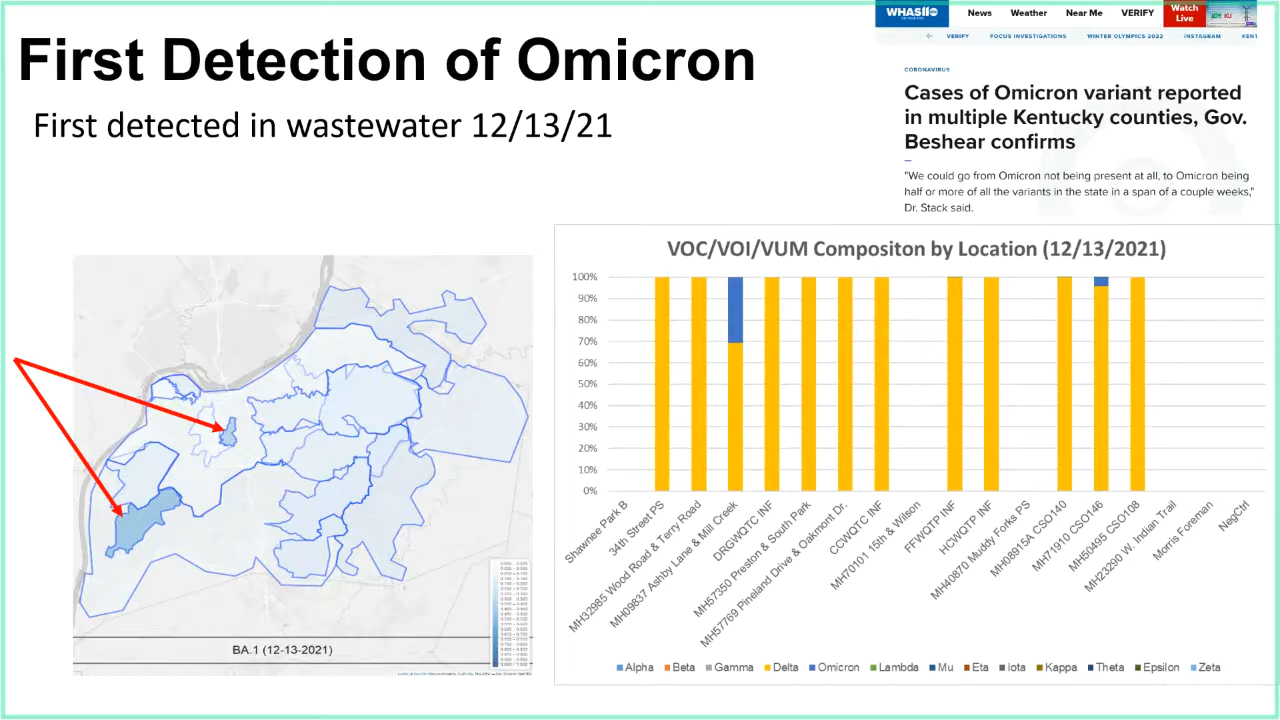 First Detection of Omicron
First detected in wastewater 12/13/21
WHAS11
News Weather Near Me VERIFY Watch Live
VERIFY FOCUS INVESTIGATIONS WINTER OLYMPICS 2022 INSTAGRAM KENT
CORONAVIRUS
Cases of Omicron variant reported
in multiple Kentucky counties, Gov.
Beshear confirms
"We could go from Omicron not being present at all, to Omicron being
half or more of all the variants in the state in a span of a couple weeks,"
Dr. Stack said.
BA.1 (12-13-2021)
VOC/VOI/VUM Compositon by Location (12/13/2021)
100%
90%
80%
70%
60%
50%
40%
30%
20%
10%
0%
Shawnee Park B
34th Street PS
MH32985 Wood Road & Terry Road
MH09837 Ashby Lane & Mill Creek
DRGWQTC INF
MH57350 Preston & South Park
MH57769 Pineland Drive & Oakmont Dr.
CCWQTC INF
MH70101 15th & Wilson
FFWQTP INF
HCWQTP INF
MH40870 Muddy Forks PS
MH08915A CSO140
MH71910 CSO146
MH50495 CSO108
MH23290 W. Indian Trail
Morris Foreman
NegCtrl
Alpha Beta Gamma Delta Omicron Lambda Mu Eta Iota Kappa Theta Epsilon Zeta